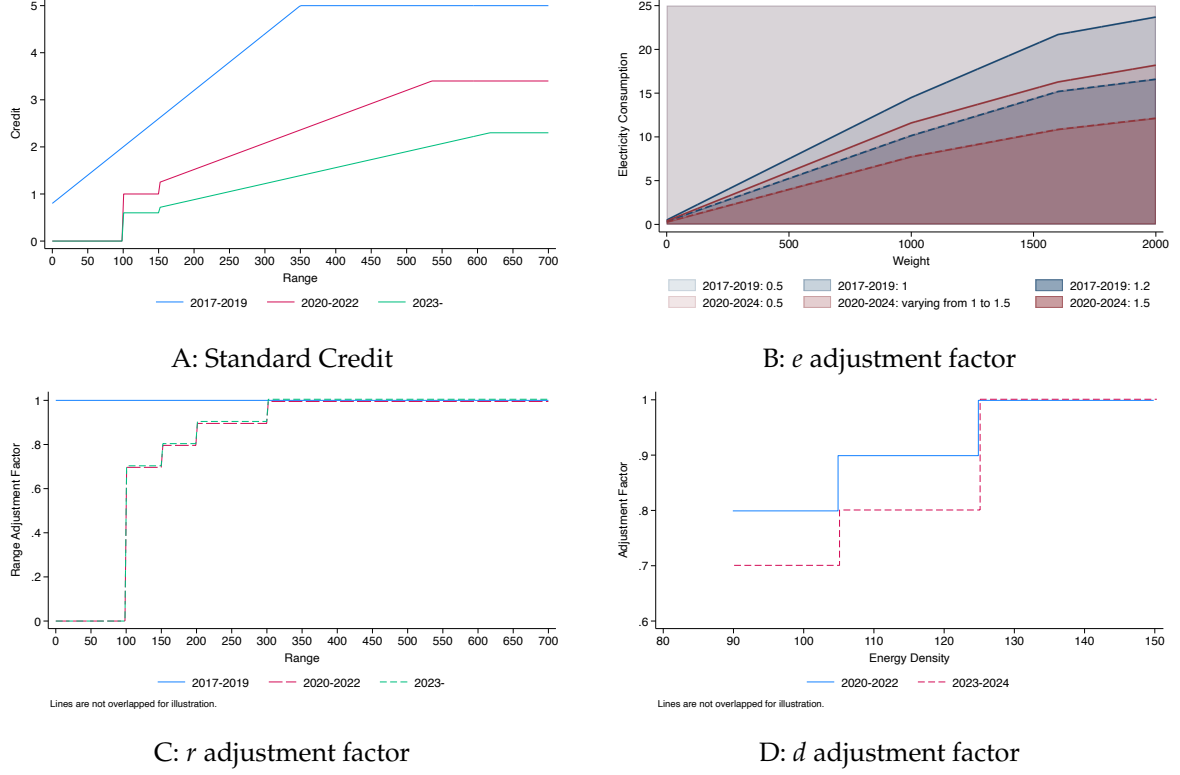 5
4
3
2
1
0
Credit
0 50 100 150 200 250 300 350 400 450 500 550 600 650 700
Range
2017-2019 2020-2022 2023-
A: Standard Credit
25
20
15
10
5
0
Electricity Consumption
0 500 1000 1500 2000
Weight
2017-2019: 0.5 2017-2019: 1 2017-2019: 1.2
2020-2024: 0.5 2020-2024: varying from 1 to 1.5 2020-2024: 1.5
B: e adjustment factor
1
.8
.6
.4
.2
0
Range Adjustment Factor
0 50 100 150 200 250 300 350 400 450 500 550 600 650 700
Range
2017-2019 2020-2022 2023-
Lines are not overlapped for illustration.
C: r adjustment factor
1
.9
.8
.7
.6
Adjustment Factor
80 90 100 110 120 130 140 150
Energy Density
2020-2022 2023-2024
Lines are not overlapped for illustration.
D: d adjustment factor